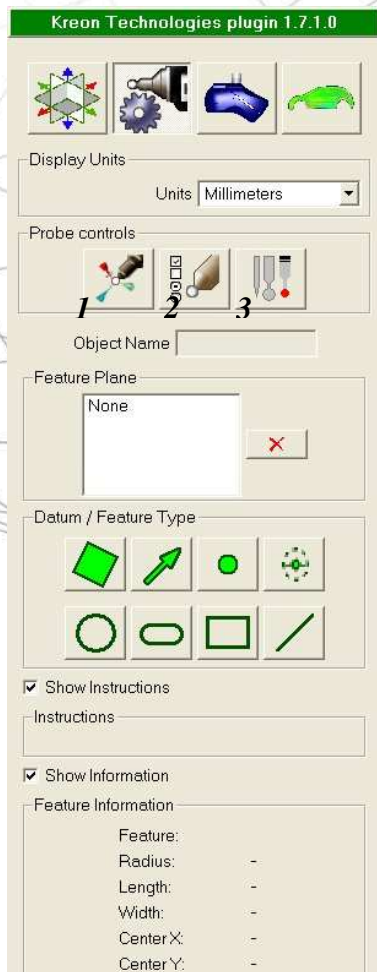 Kreon Technologies plugin 1.7.1.0
Display Units
Units Millimeters
Probe controls
1 2 3
Object Name
Feature Plane
None
Datum / Feature Type
Show Instructions
Instructions
Show Information
Feature Information
Feature:
Radius: -
Length: -
Width: -
Center X: -
Center Y: -